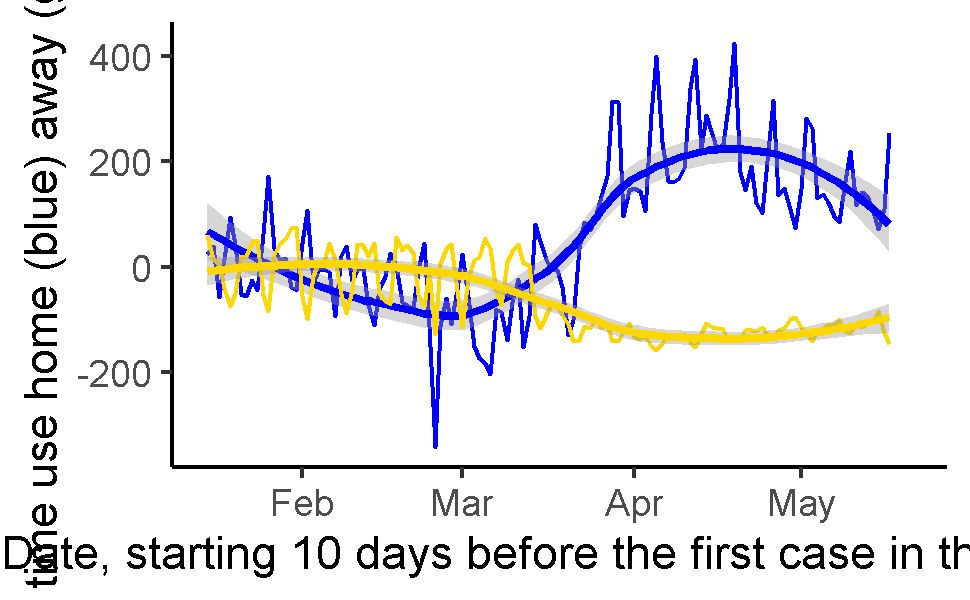 time use home (blue) away (
400
200
0
-200
Feb Mar Apr May
Date, starting 10 days before the first case in th